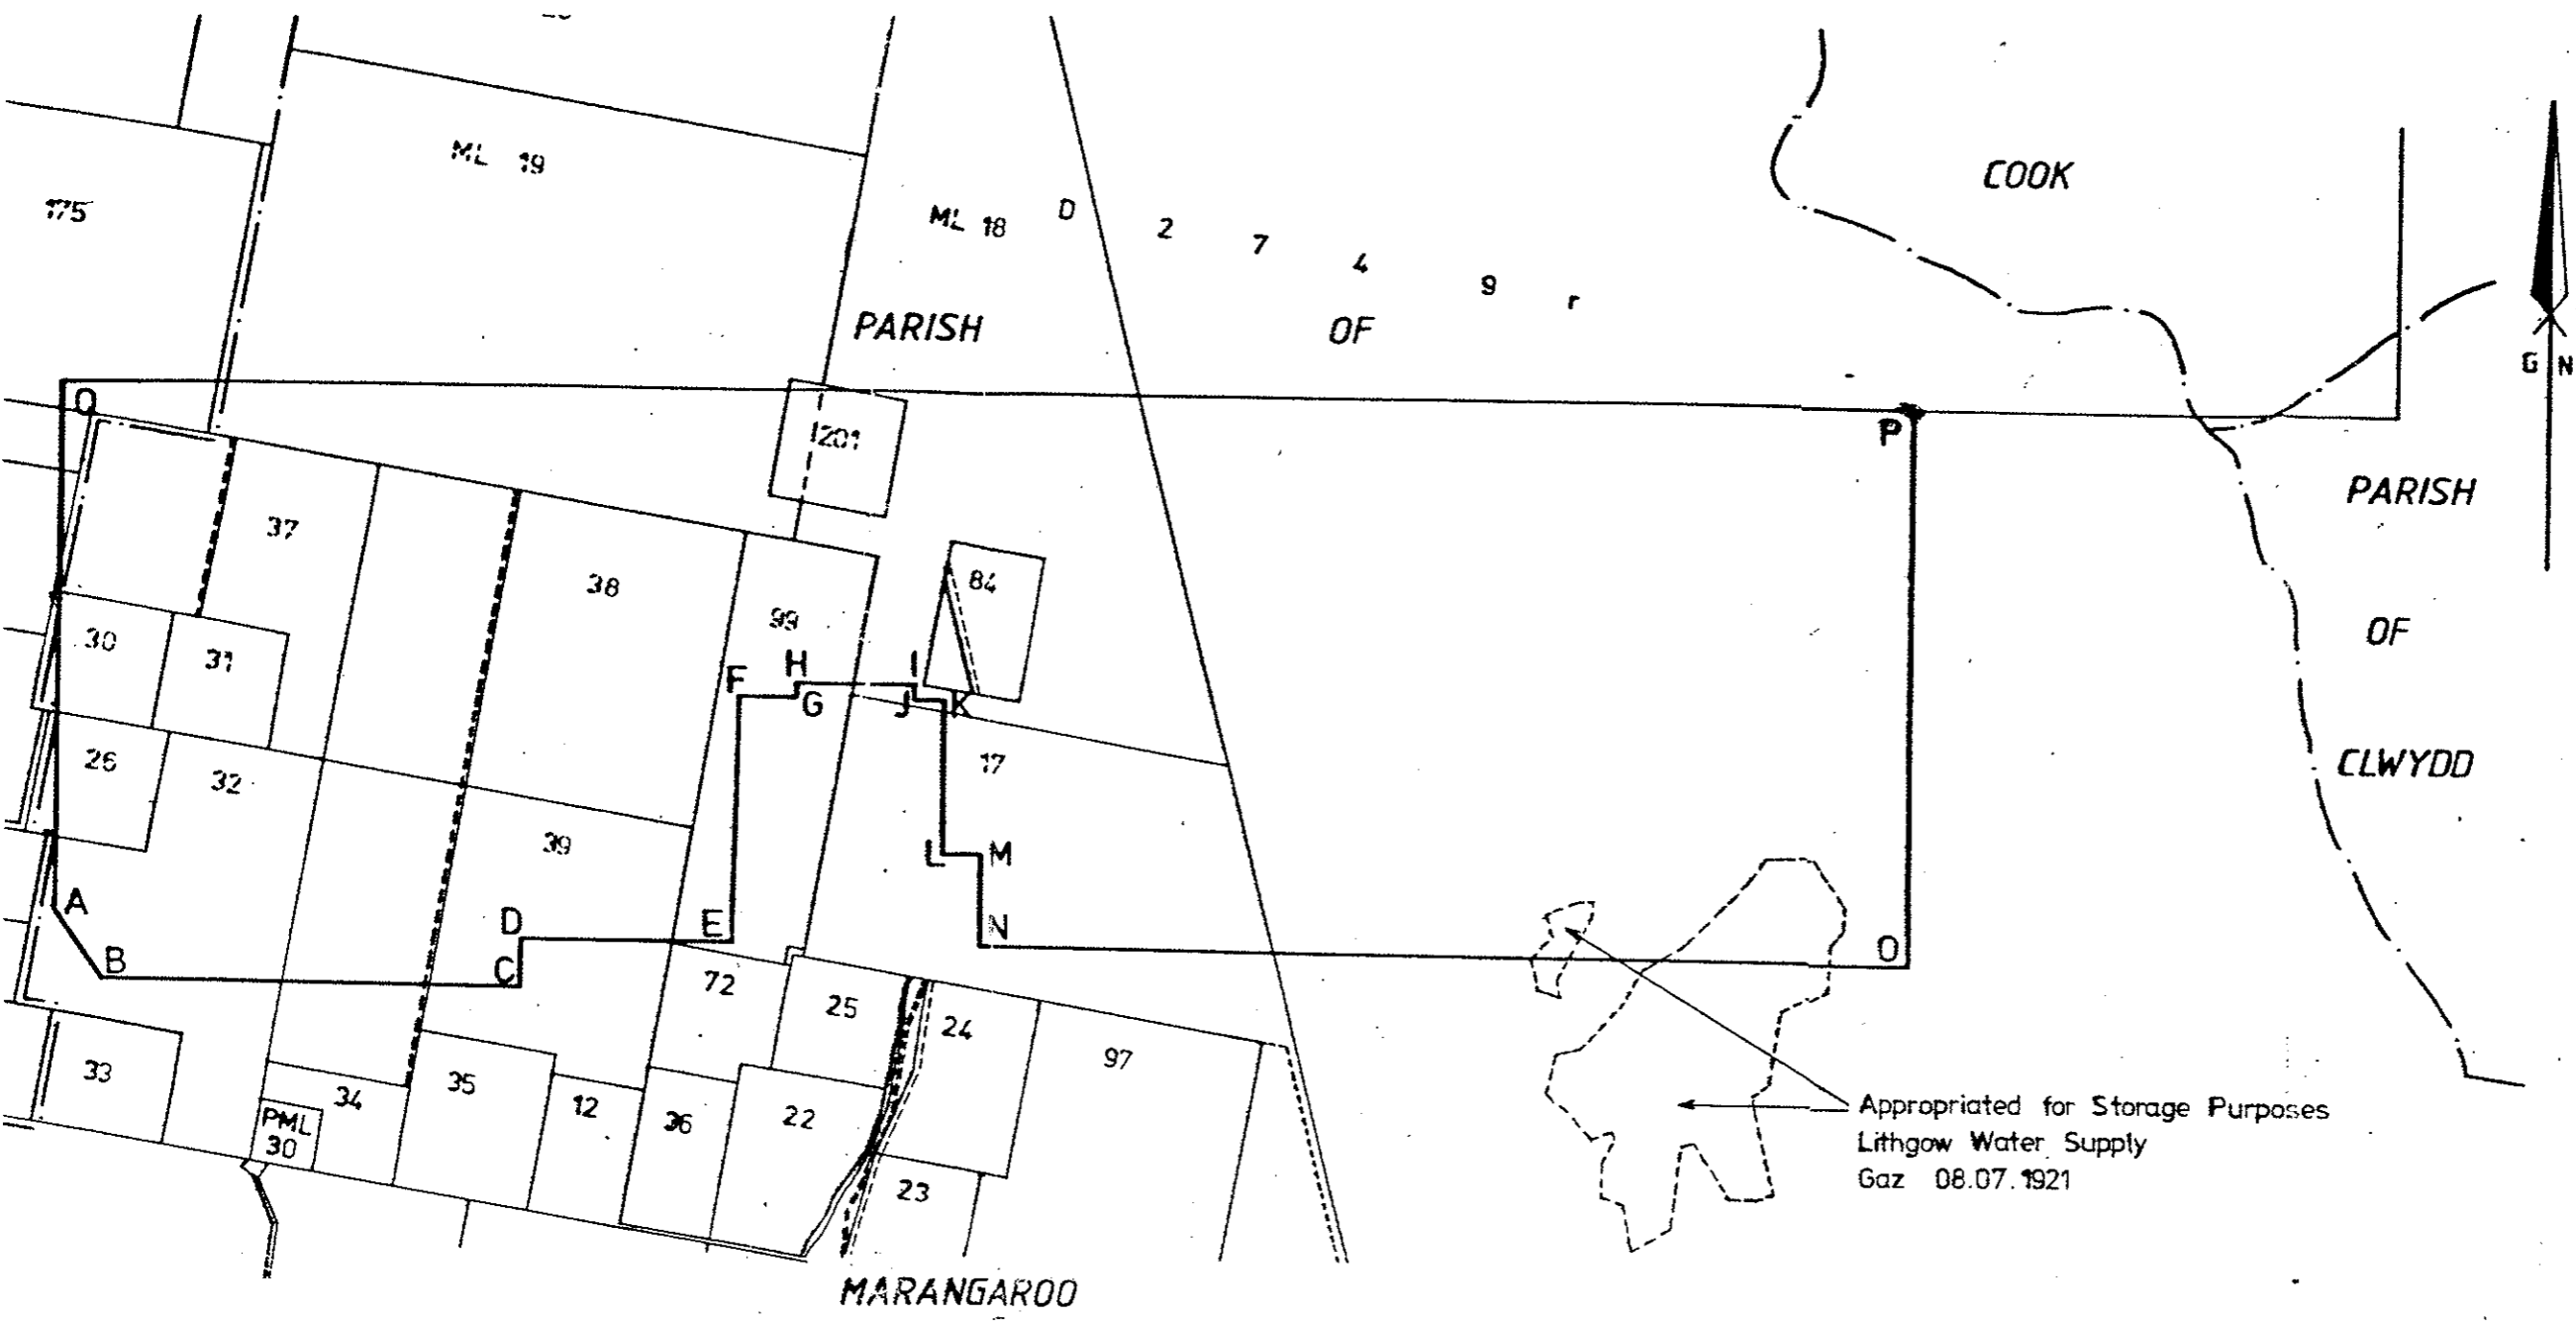 COOK
ML 19
175
ML 18
D 2 7 4 9 r
PARISH OF
G N
Q
201
P
PARISH
OF
CLWYDD
37
38
84
99
30
31
F
H
G
I
J
K
26
32
17
39
L
M
A
D
E
N
O
B
C
72
25
24
97
33
34
35
12
36
22
PML
30
23
Appropriated for Storage Purposes
Lithgow Water Supply
Gaz 08.07.1921
MARANGAROO